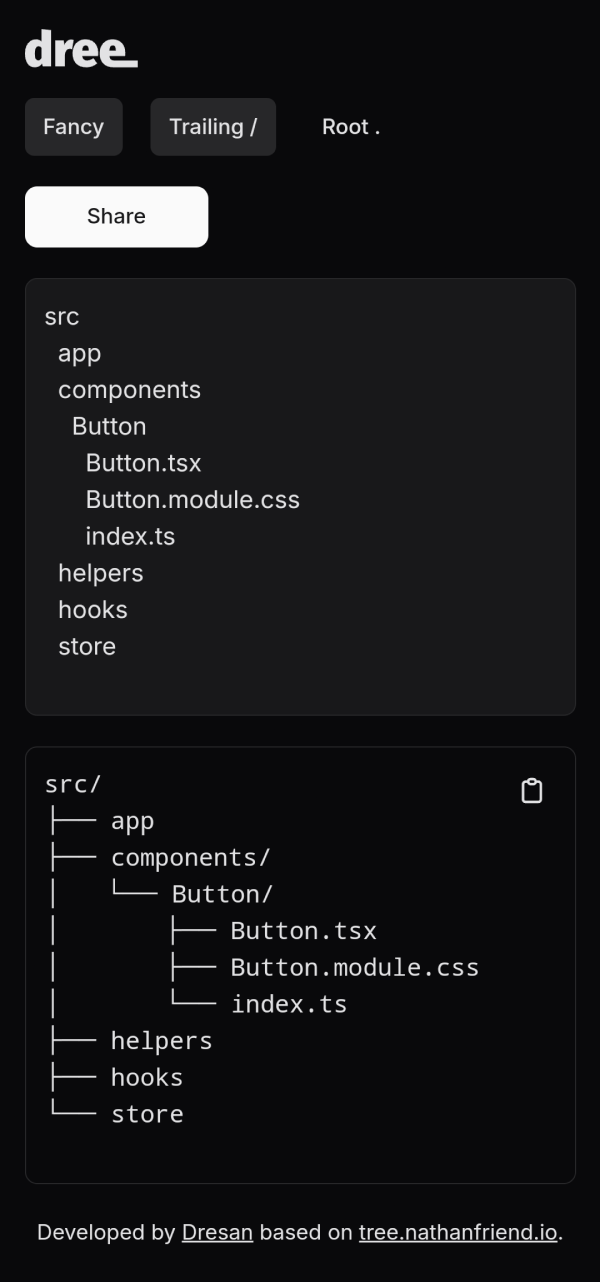 dree_
Fancy Trailing / Root .
Share
src
  app
  components
    Button
      Button.tsx
      Button.module.css
      index.ts
  helpers
  hooks
  store
src/
├── app
├── components/
│   └── Button/
│       ├── Button.tsx
│       ├── Button.module.css
│       └── index.ts
├── helpers
├── hooks
└── store
Developed by Dresan based on tree.nathanfriend.io.